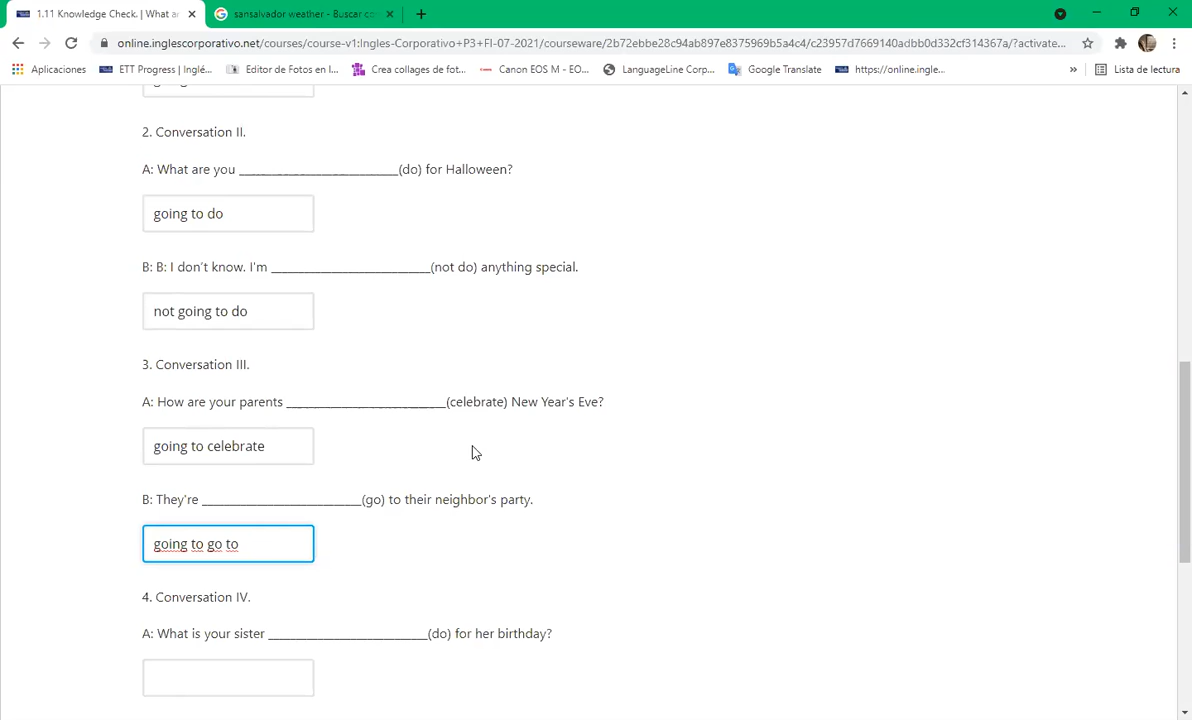 1.11 Knowledge Check. | What ar
sansalvador weather - Buscar co
online.inglescorporativo.net/courses/course-v1:Ingles-Corporativo+P3+FI-07-2021/courseware/2b72ebbe28c94ab897e8375969b5a4c4/c23957d7669140adbb0d332cf314367a/?activate...
Aplicaciones
ETT Progress | Inglé...
Editor de Fotos en l...
Crea collages de fot...
Canon EOS M - EO...
LanguageLine Corp...
Google Translate
https://online.ingle...
»
Lista de lectura
2. Conversation II.
A: What are you ______________________(do) for Halloween?
going to do
B: B: I don't know. I'm ______________________(not do) anything special.
not going to do
3. Conversation III.
A: How are your parents ______________________(celebrate) New Year's Eve?
going to celebrate
B: They're ______________________(go) to their neighbor's party.
going to go to
4. Conversation IV.
A: What is your sister ______________________(do) for her birthday?